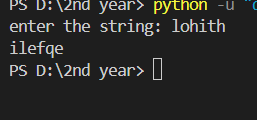 PS D:\2nd year> python -u "d
enter the string: lohith
ilefqe
PS D:\2nd year>